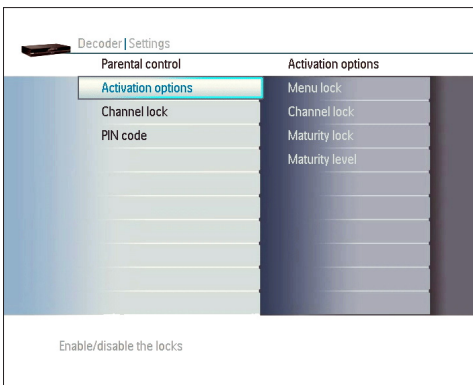 Decoder | Settings
Parental control
Activation options
Activation options
Menu lock
Channel lock
Channel lock
PIN code
Maturity lock
Maturity level
Enable/disable the locks